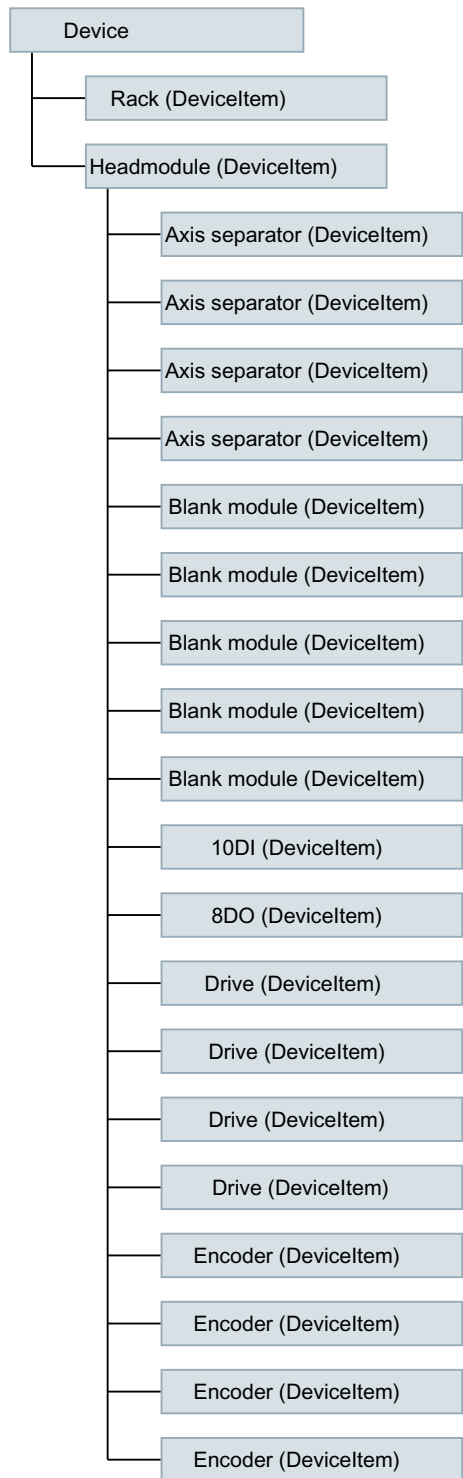 Device
Rack (DeviceItem)
Headmodule (DeviceItem)
Axis separator (DeviceItem)
Axis separator (DeviceItem)
Axis separator (DeviceItem)
Axis separator (DeviceItem)
Blank module (DeviceItem)
Blank module (DeviceItem)
Blank module (DeviceItem)
Blank module (DeviceItem)
Blank module (DeviceItem)
10DI (DeviceItem)
8DO (DeviceItem)
Drive (DeviceItem)
Drive (DeviceItem)
Drive (DeviceItem)
Drive (DeviceItem)
Encoder (DeviceItem)
Encoder (DeviceItem)
Encoder (DeviceItem)
Encoder (DeviceItem)